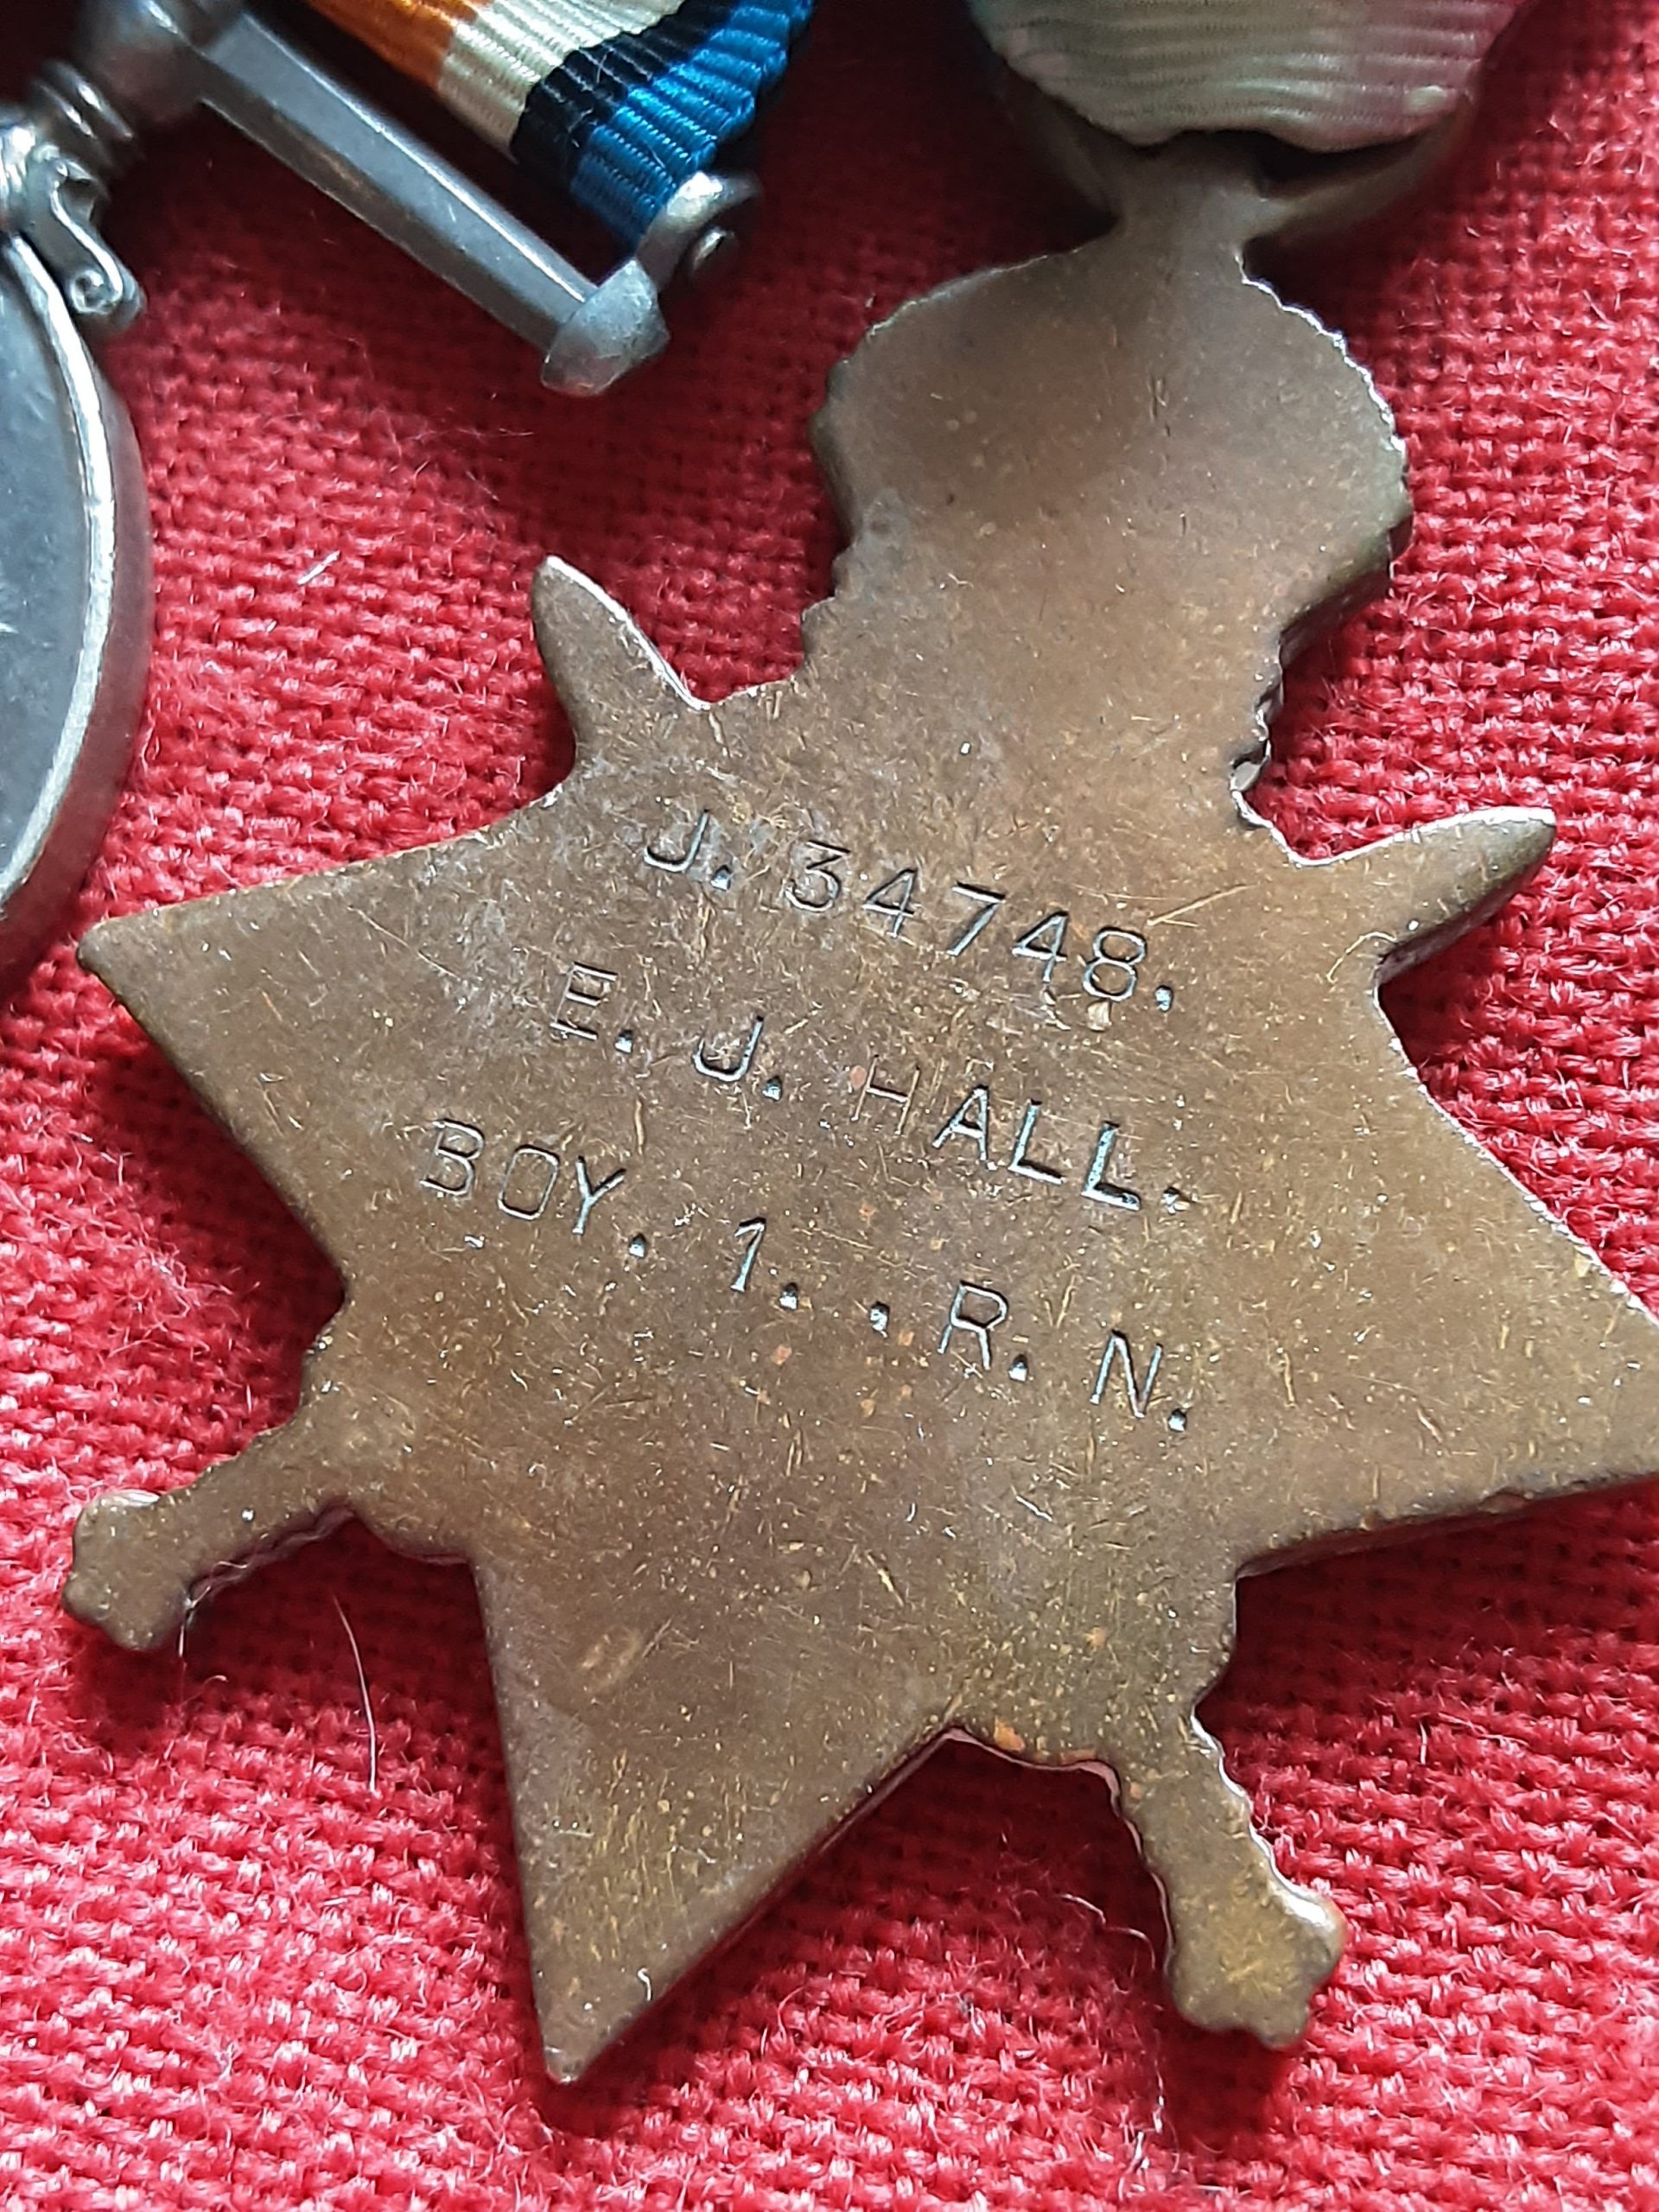 J. 34748.
E. J. HALL.
BOY. 1. . R. N.